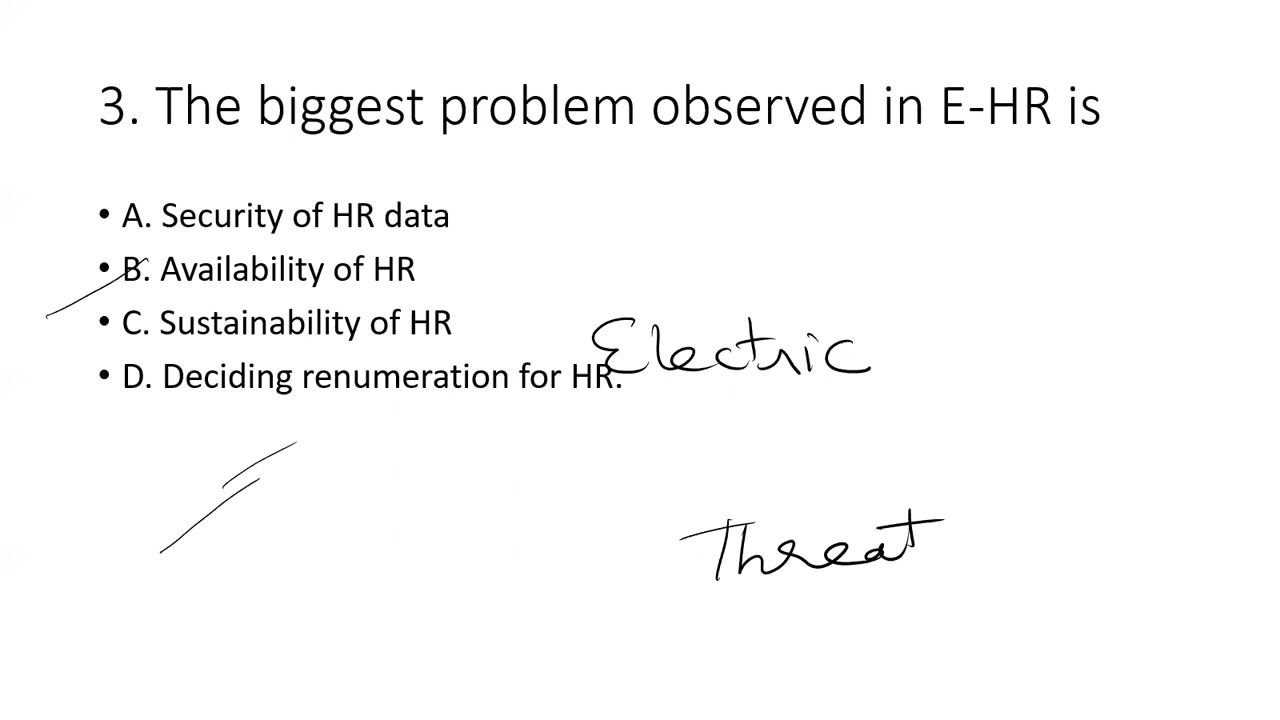 3. The biggest problem observed in E-HR is
• A. Security of HR data
• B. Availability of HR
• C. Sustainability of HR
• D. Deciding renumeration for HR.
Electric
Threat